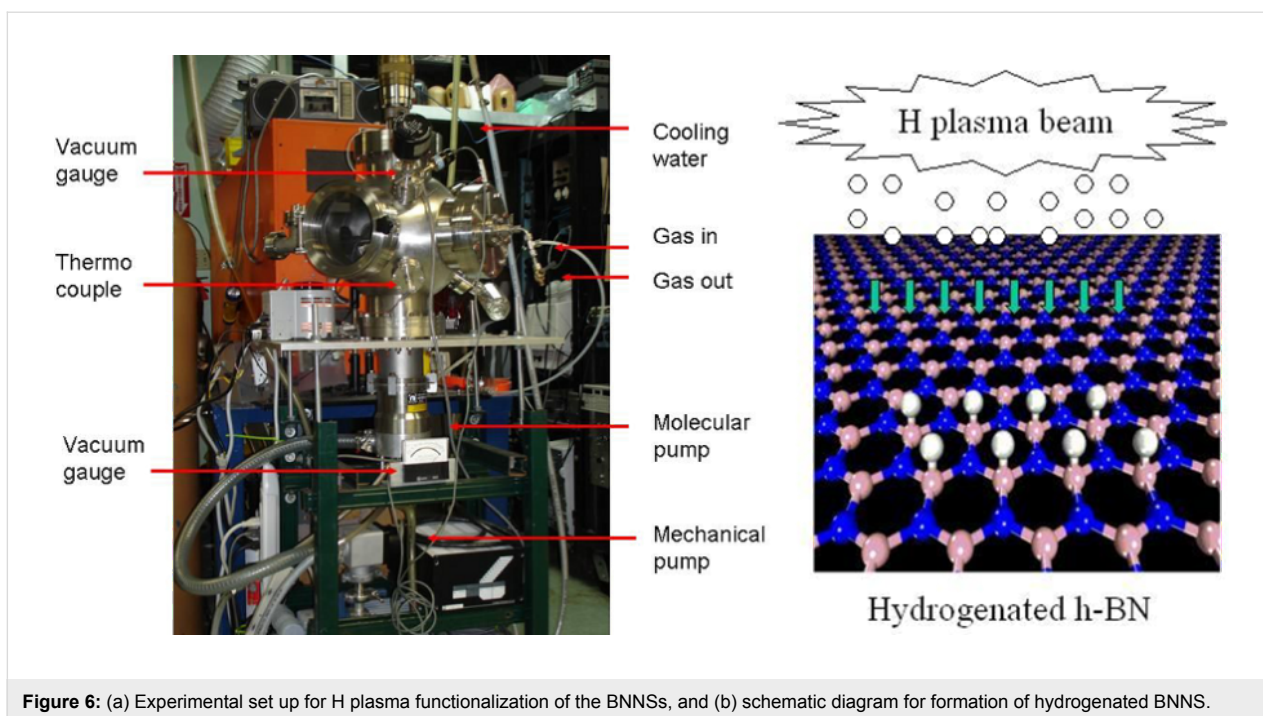 Vacuum
gauge
Thermo
couple
Vacuum
gauge
Cooling
water
Gas in
Gas out
Molecular
pump
Mechanical
pump
H plasma beam
Hydrogenated h-BN
Figure 6: (a) Experimental set up for H plasma functionalization of the BNNSs, and (b) schematic diagram for formation of hydrogenated BNNS.